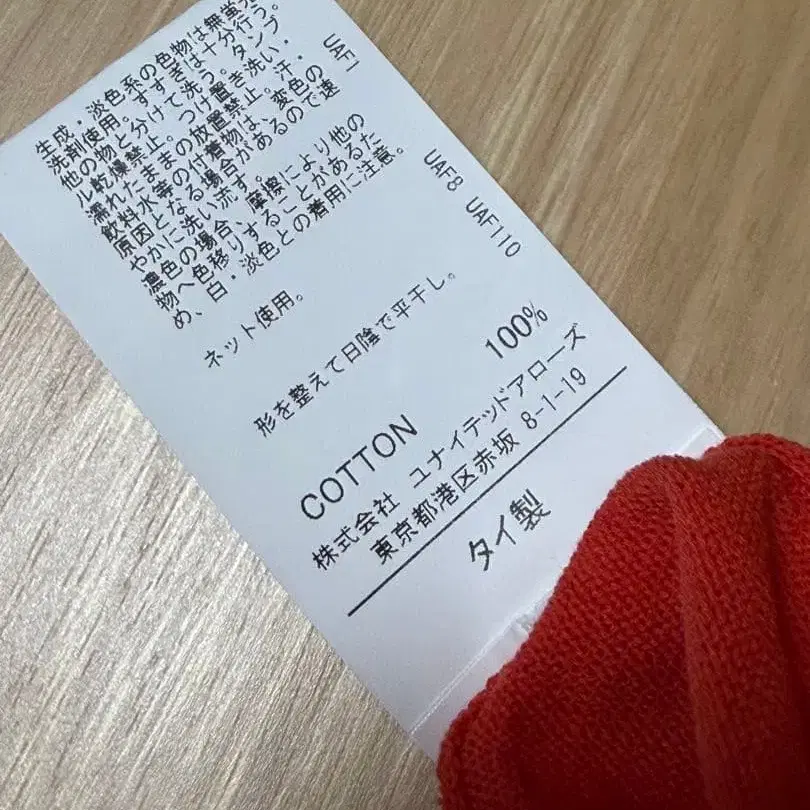 生成・淡色系の色物は無蛍光
洗剤使用。すすぎは十分行う。
他の物と分けて洗う。タンブ
ル乾燥禁止。つけ置き洗い・
濡れたままの放置禁止。汗・
飲料水等の付着物は、変色の
原因となる場合があるので速
やかに洗い流す。
濃色の場合、摩擦により他の
物へ色移りすることがあるた
め、白・淡色との着用に注意。
UAF1
UAF8 UAF110
ネット使用。
形を整えて日陰で平干し。
COTTON 100%
株式会社 ユナイテッドアローズ
東京都港区赤坂 8-1-19
タイ製